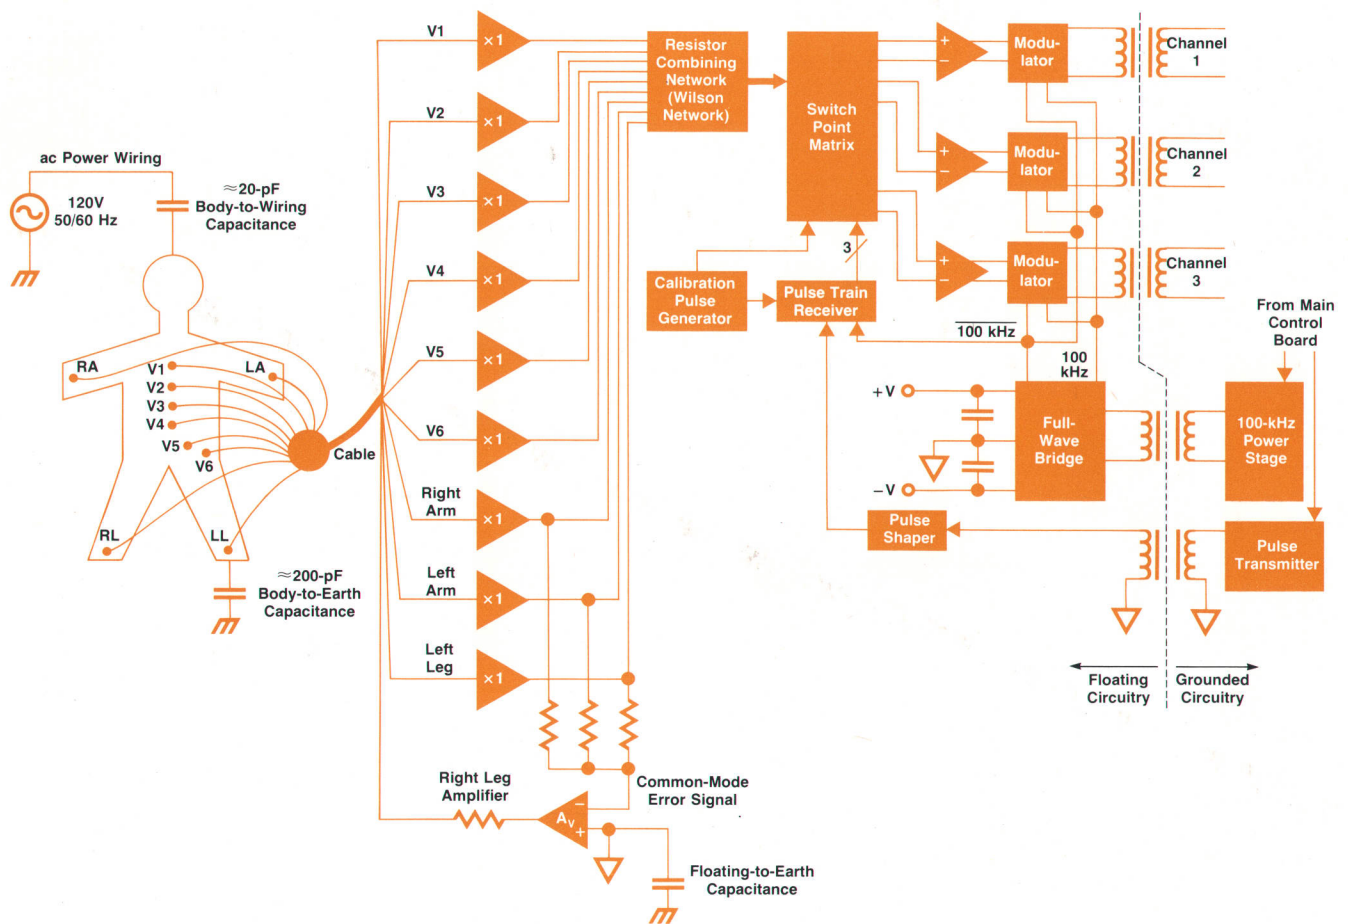 V1
×1
V2
×1
V3
×1
V4
×1
V5
×1
V6
×1
Right
Arm
×1
Left
Arm
×1
Left
Leg
×1
Resistor
Combining
Network
(Wilson
Network)
Switch
Point
Matrix
+
−
+
−
+
−
Modu-
lator
Modu-
lator
Modu-
lator
Channel
1
Channel
2
Channel
3
ac Power Wiring
120V
50/60 Hz
≈20-pF
Body-to-Wiring
Capacitance
RA
LA
V1
V2
V3
V4
V5
V6
RL
LL
Cable
≈200-pF
Body-to-Earth
Capacitance
3
Calibration
Pulse
Generator
Pulse Train
Receiver
100 kHz
100
kHz
From Main
Control
Board
+V
−V
Full-
Wave
Bridge
100-kHz
Power
Stage
Pulse
Shaper
Pulse
Transmitter
Floating
Circuitry
Grounded
Circuitry
Right Leg
Amplifier
Av
−
+
Common-Mode
Error Signal
Floating-to-Earth
Capacitance